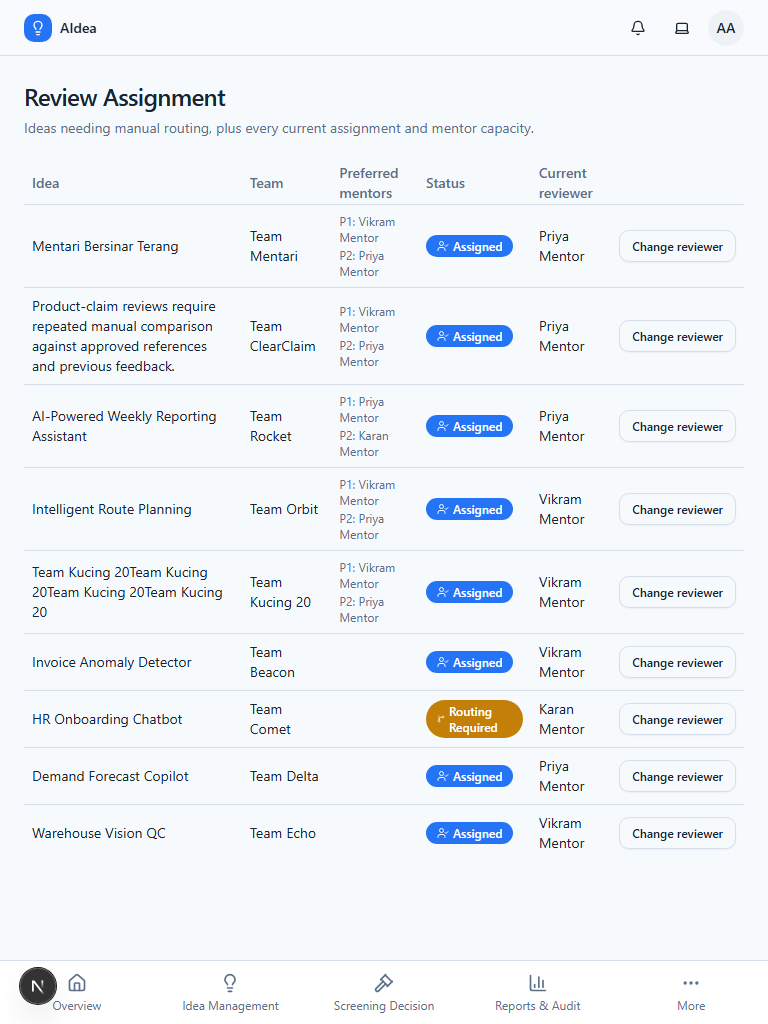 AIdea
AA
Review Assignment
Ideas needing manual routing, plus every current assignment and mentor capacity.
Idea
Team
Preferred
mentors
Status
Current
reviewer
Mentari Bersinar Terang
Team
Mentari
P1: Vikram
Mentor
P2: Priya
Mentor
Assigned
Priya
Mentor
Change reviewer
Product-claim reviews require
repeated manual comparison
against approved references
and previous feedback.
Team
ClearClaim
P1: Vikram
Mentor
P2: Priya
Mentor
Assigned
Priya
Mentor
Change reviewer
AI-Powered Weekly Reporting
Assistant
Team
Rocket
P1: Priya
Mentor
P2: Karan
Mentor
Assigned
Priya
Mentor
Change reviewer
Intelligent Route Planning
Team Orbit
P1: Vikram
Mentor
P2: Priya
Mentor
Assigned
Vikram
Mentor
Change reviewer
Team Kucing 20Team Kucing
20Team Kucing 20Team Kucing
20
Team
Kucing 20
P1: Vikram
Mentor
P2: Priya
Mentor
Assigned
Vikram
Mentor
Change reviewer
Invoice Anomaly Detector
Team
Beacon
Assigned
Vikram
Mentor
Change reviewer
HR Onboarding Chatbot
Team
Comet
Routing
Required
Karan
Mentor
Change reviewer
Demand Forecast Copilot
Team Delta
Assigned
Priya
Mentor
Change reviewer
Warehouse Vision QC
Team Echo
Assigned
Vikram
Mentor
Change reviewer
N
Overview
Idea Management
Screening Decision
Reports & Audit
More